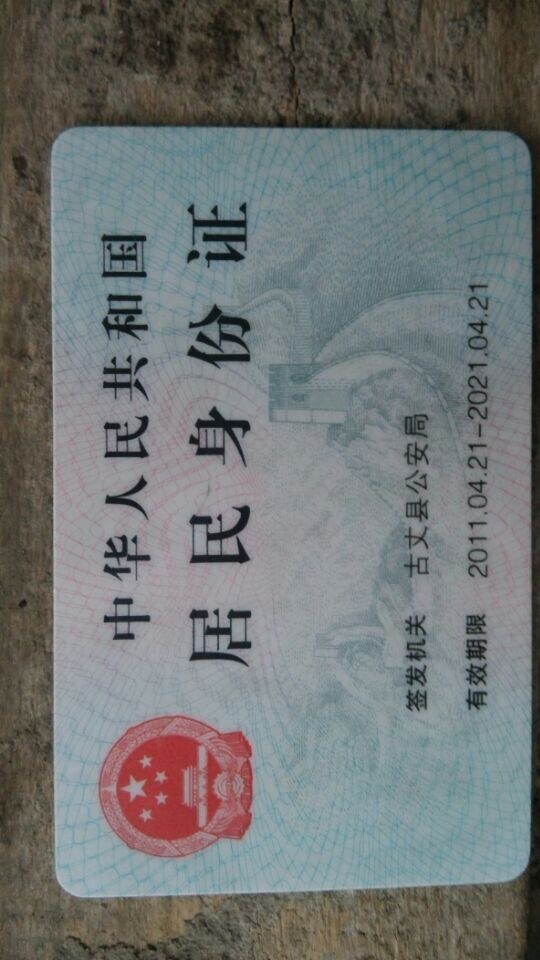 中华人民共和国
居民身份证
签发机关 古丈县公安局
有效期限 2011.04.21-2021.04.21